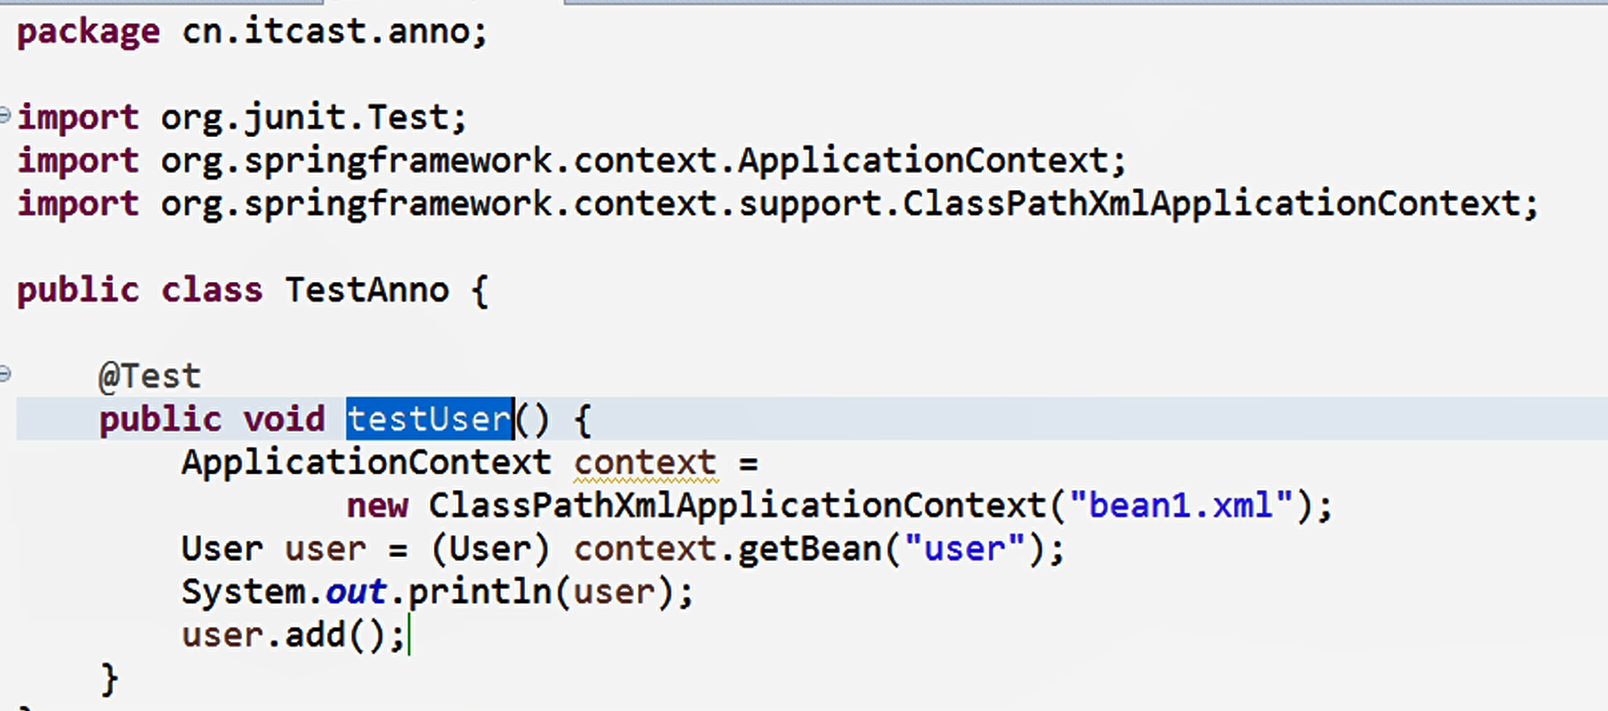 package cn.itcast.anno;
import org.junit.Test;
import org.springframework.context.ApplicationContext;
import org.springframework.context.support.ClassPathXmlApplicationContext;
public class TestAnno {
@Test
public void testUser() {
ApplicationContext context =
new ClassPathXmlApplicationContext("bean1.xml");
User user = (User) context.getBean("user");
System.out.println(user);
user.add();
}